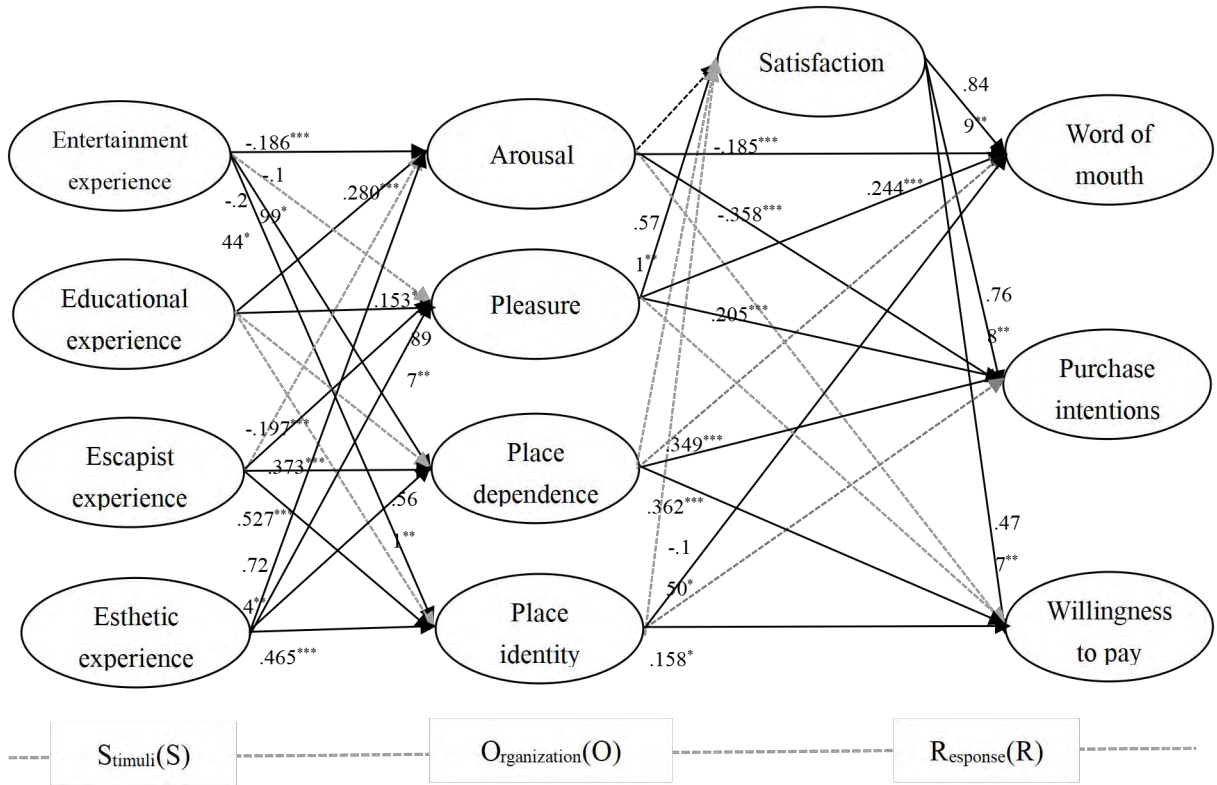 Satisfaction
.84
9**
Entertainment
experience
-.186***
Arousal
-.185***
Word of
mouth
-.1
99*
.280***
-.2
44*
.244***
.57
1**
-.358***
Educational
experience
.153*
Pleasure
.205***
.76
8**
89
7**
Purchase
intentions
Escapist
experience
-.197***
.373***
.527***
Place
dependence
.349***
.56
1**
.362***
-.1
50*
.47
7**
.72
4**
Esthetic
experience
.465***
Place
identity
.158*
Willingness
to pay
Stimuli(S)
Organization(O)
Response(R)